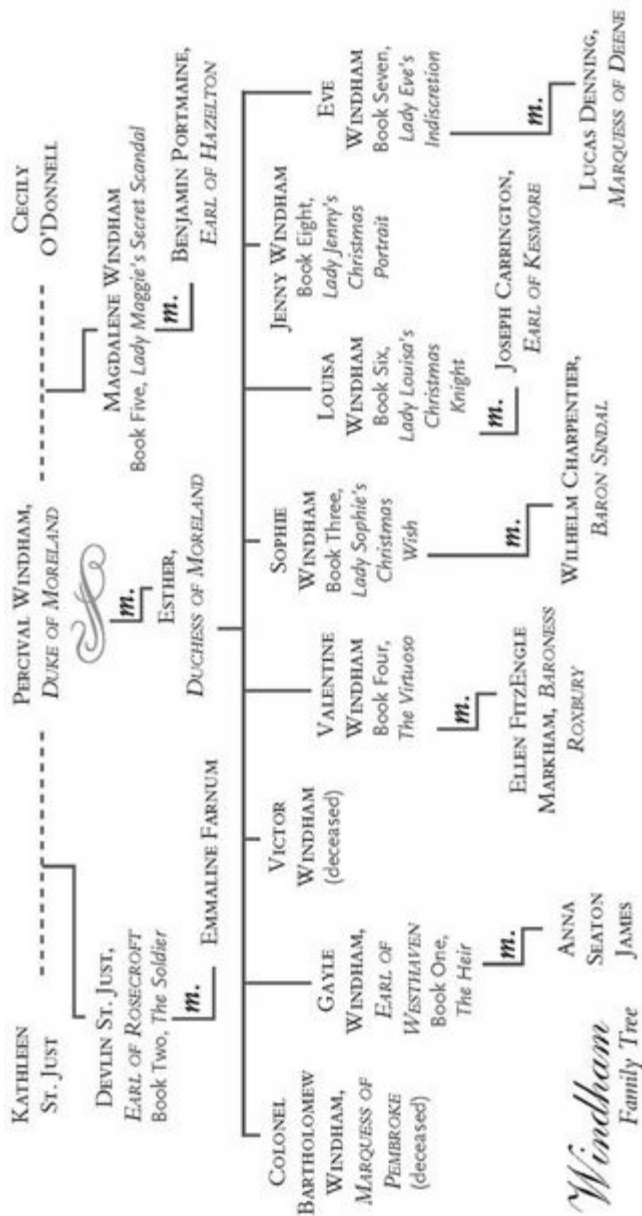 KATHLEEN
ST. JUST
PERCIVAL WINDHAM,
DUKE OF MORELAND
CECILY
O'DONNELL
m.
ESTHER,
DUCHESS OF MORELAND
DEVLIN ST. JUST,
EARL OF ROSECROFT
Book Two, The Soldier
m.
EMMALINE FARNUM
MAGDALENE WINDHAM
Book Five, Lady Maggie's Secret Scandal
m.
BENJAMIN PORTMAINE,
EARL OF HAZELTON
COLONEL
BARTHOLOMEW
WINDHAM,
MARQUESS OF
PEMBROKE
(deceased)
GAYLE
WINDHAM,
EARL OF
WESTHAVEN
Book One,
The Heir
m.
ANNA
SEATON
JAMES
VICTOR
WINDHAM
(deceased)
VALENTINE
WINDHAM
Book Four,
The Virtuoso
m.
ELLEN FITZENGLE
MARKHAM, BARONESS
ROXBURY
SOPHIE
WINDHAM
Book Three,
Lady Sophie's
Christmas
Wish
m.
WILHELM CHARPENTIER,
BARON SINDAL
LOUISA
WINDHAM
Book Six,
Lady Louisa's
Christmas
Knight
m.
JOSEPH CARRINGTON,
EARL OF KESMORE
JENNY WINDHAM
Book Eight,
Lady Jenny's
Christmas
Portrait
EVE
WINDHAM
Book Seven,
Lady Eve's
Indiscretion
m.
LUCAS DENNING,
MARQUESS OF DEENE
Windham
Family Tree